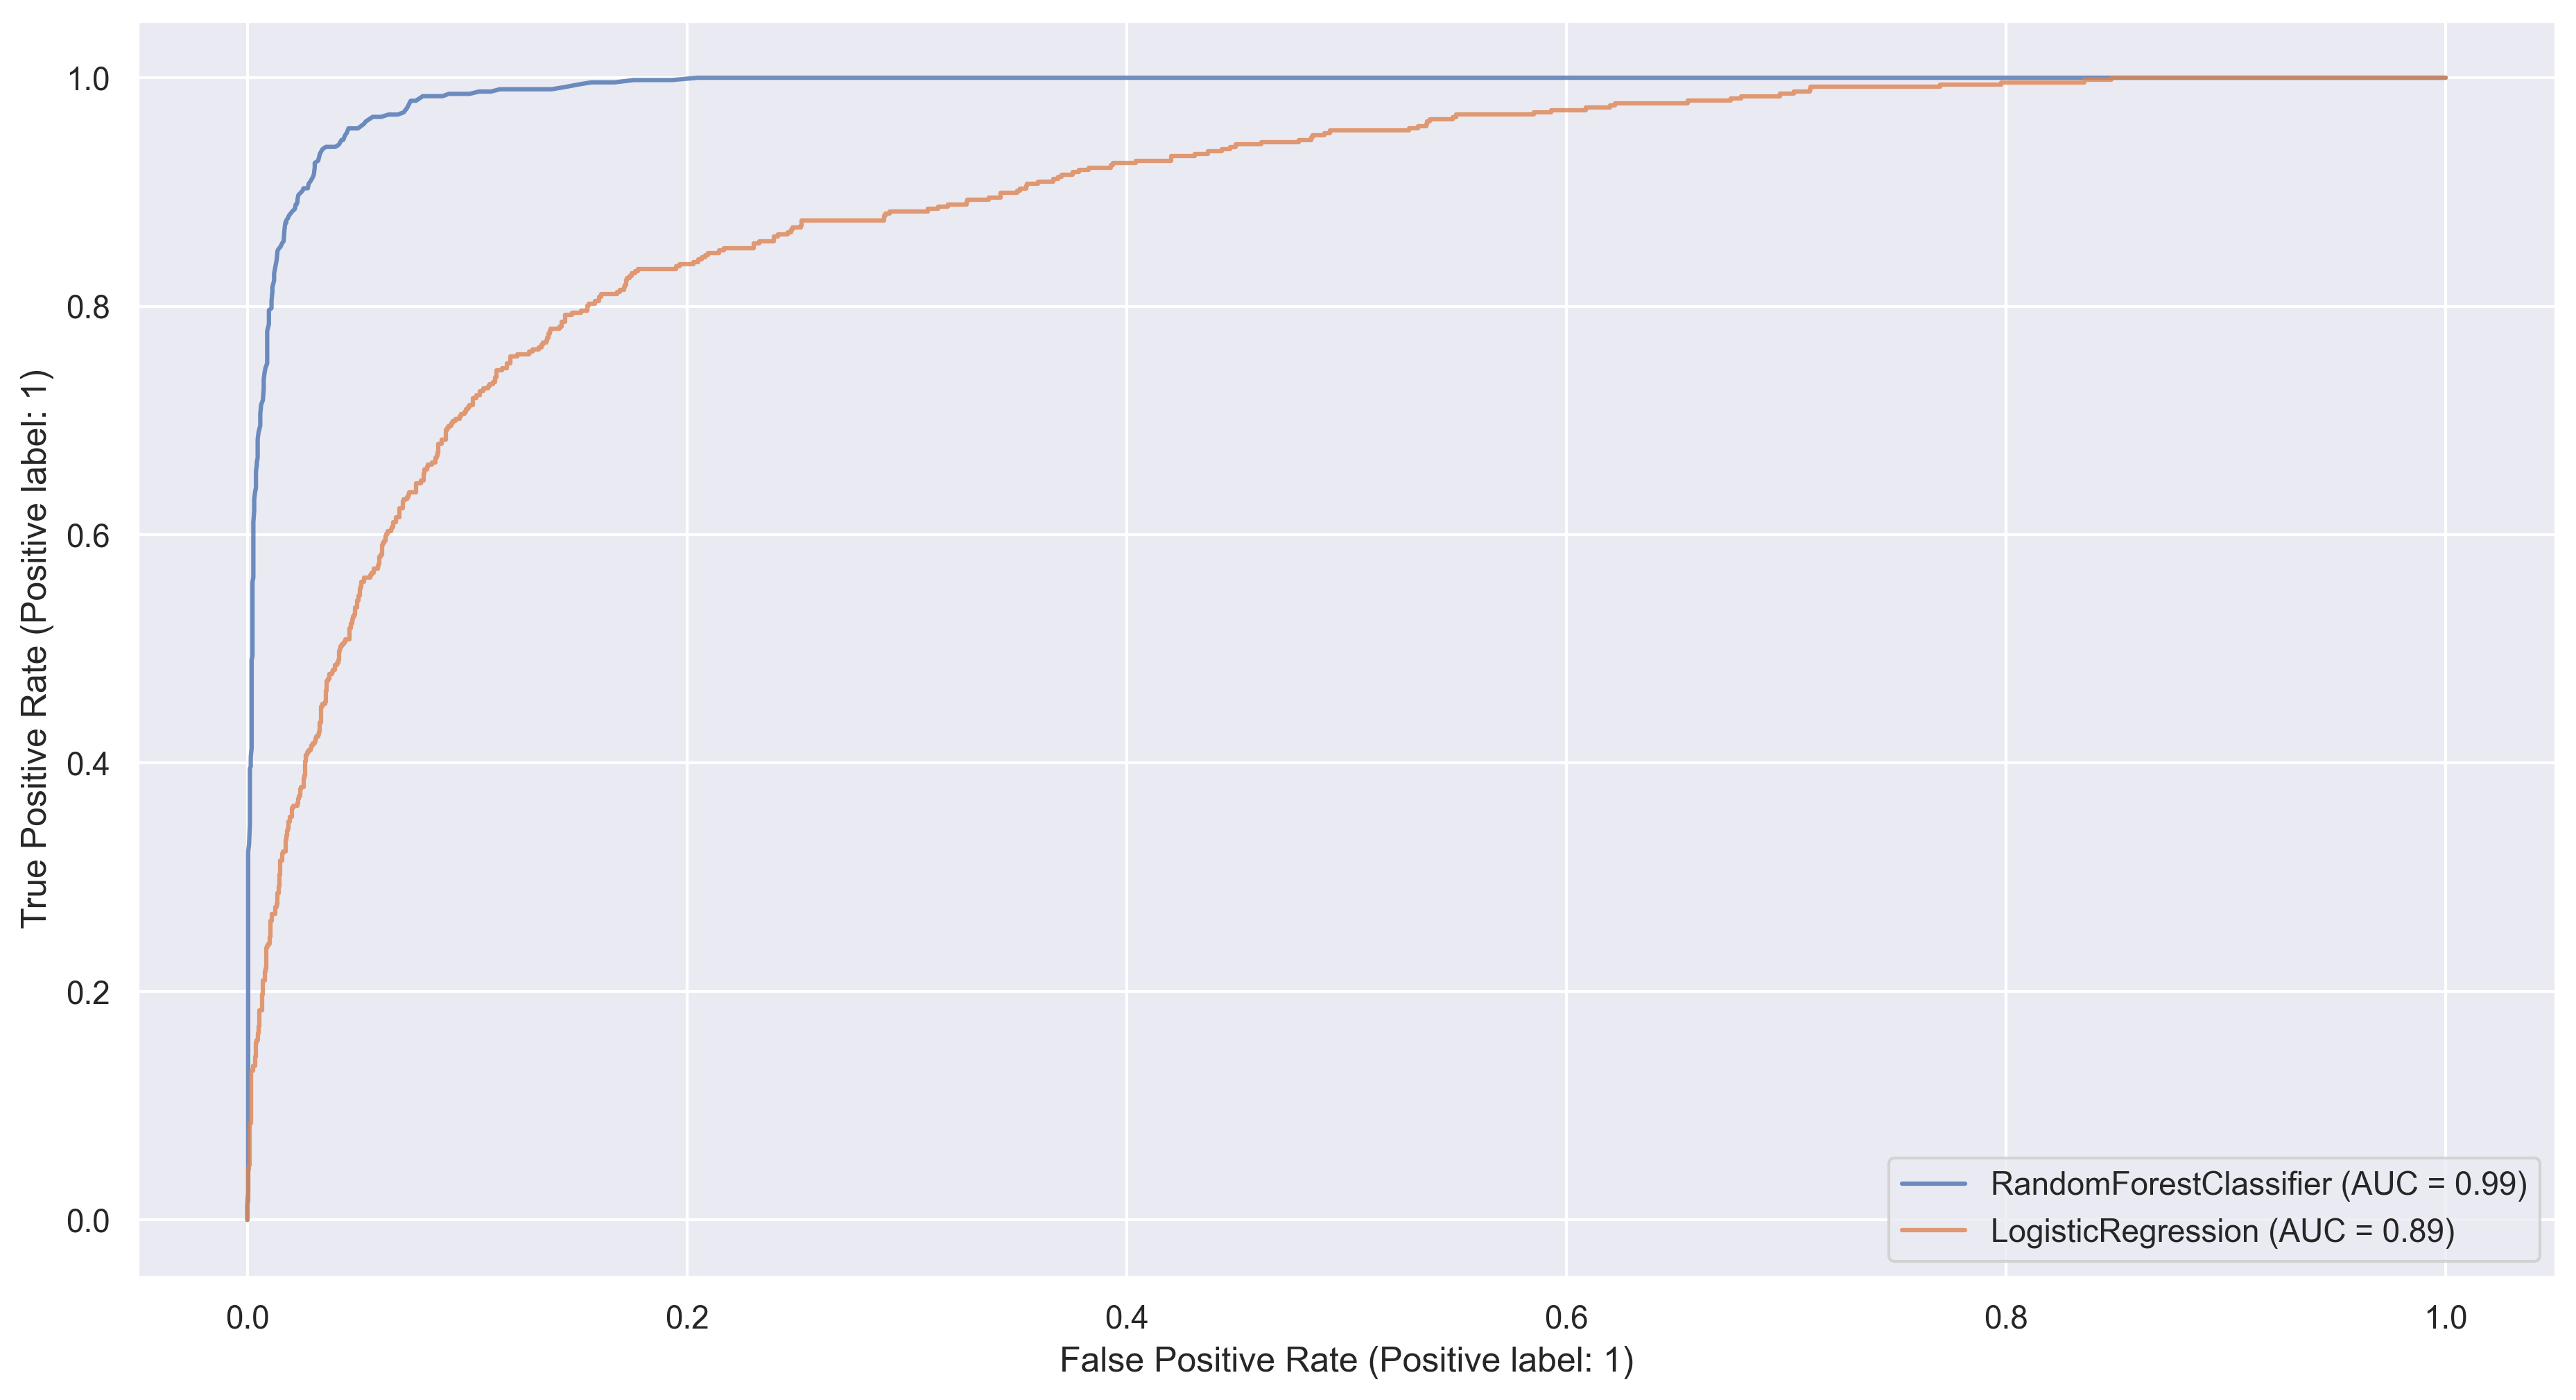 True Positive Rate (Positive label: 1)
1.0
0.8
0.6
0.4
0.2
0.0
RandomForestClassifier (AUC = 0.99)
LogisticRegression (AUC = 0.89)
0.0 0.2 0.4 0.6 0.8 1.0
False Positive Rate (Positive label: 1)